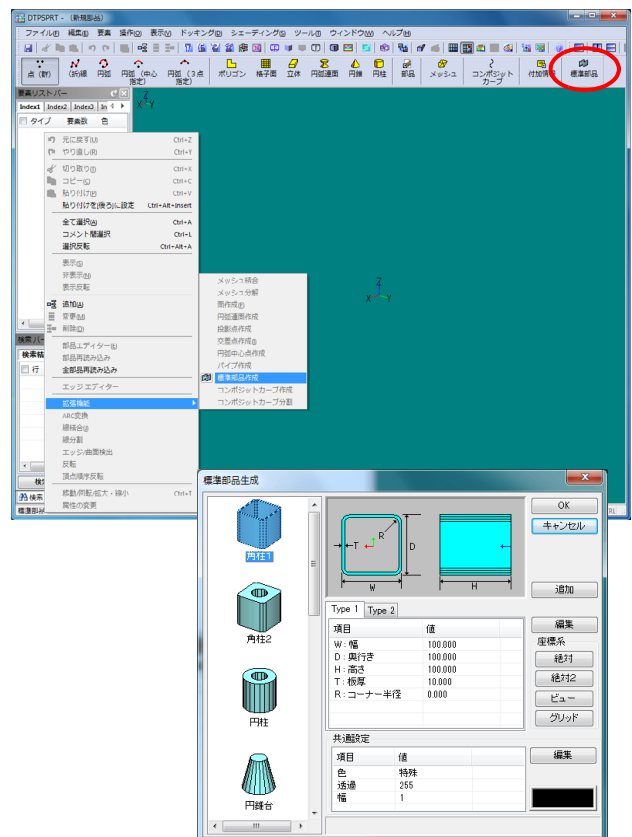 DTPSPRT - (新規部品)
ファイル(F) 編集(E) 要素 操作(O) 表示(V) ドッキング(D) シェーディング(S) ツール(T) ウィンドウ(W) ヘルプ(H)
点 (群) (折)線 円弧 円弧 (中心指定) 円弧 (3点指定) ポリゴン 格子面 立体 円弧連面 円錐 円柱 部品 メッシュ コンポジットカーブ 付加情報 標準部品
要素リストバー
Index1 Index2 Index3 In
タイプ 要素数 色
Z
X Y
元に戻す(U) Ctrl+Z
やり直し(R) Ctrl+Y
切り取り(T) Ctrl+X
コピー(C) Ctrl+C
貼り付け(P) Ctrl+V
貼り付けを(後ろ)に設定 Ctrl+Alt+Insert
全て選択(A) Ctrl+A
コメント間選択 Ctrl+L
選択反転 Ctrl+Alt+A
表示(S)
非表示(H)
表示反転
追加(A)
変更(M)
削除(D)
部品エディター(E)
部品再読み込み
全部品再読み込み
エッジエディター
拡張機能
ARC変換
線結合(J)
線分割
エッジ/曲面検出
反転
頂点順序反転
移動/回転/拡大・縮小 Ctrl+T
属性の変更
メッシュ結合
メッシュ分解
面作成(F)
円弧連面作成
投影点作成
交差点作成(I)
円弧中心点作成
パイプ作成
標準部品作成
コンポジットカーブ作成
コンポジットカーブ分割
Z
X Y
検索バー
検索結
行
検索
検索
標準部品生成
角柱1
角柱2
円柱
円錐台
T R D
W H
OK
キャンセル
追加
Type 1 Type 2
項目 値
W : 幅 100.000
D : 奥行き 100.000
H : 高さ 100.000
T : 板厚 10.000
R : コーナー半径 0.000
編集
座標系
絶対
絶対2
ビュー
グリッド
共通設定
項目 値
色 特殊
透過 255
幅 1
編集